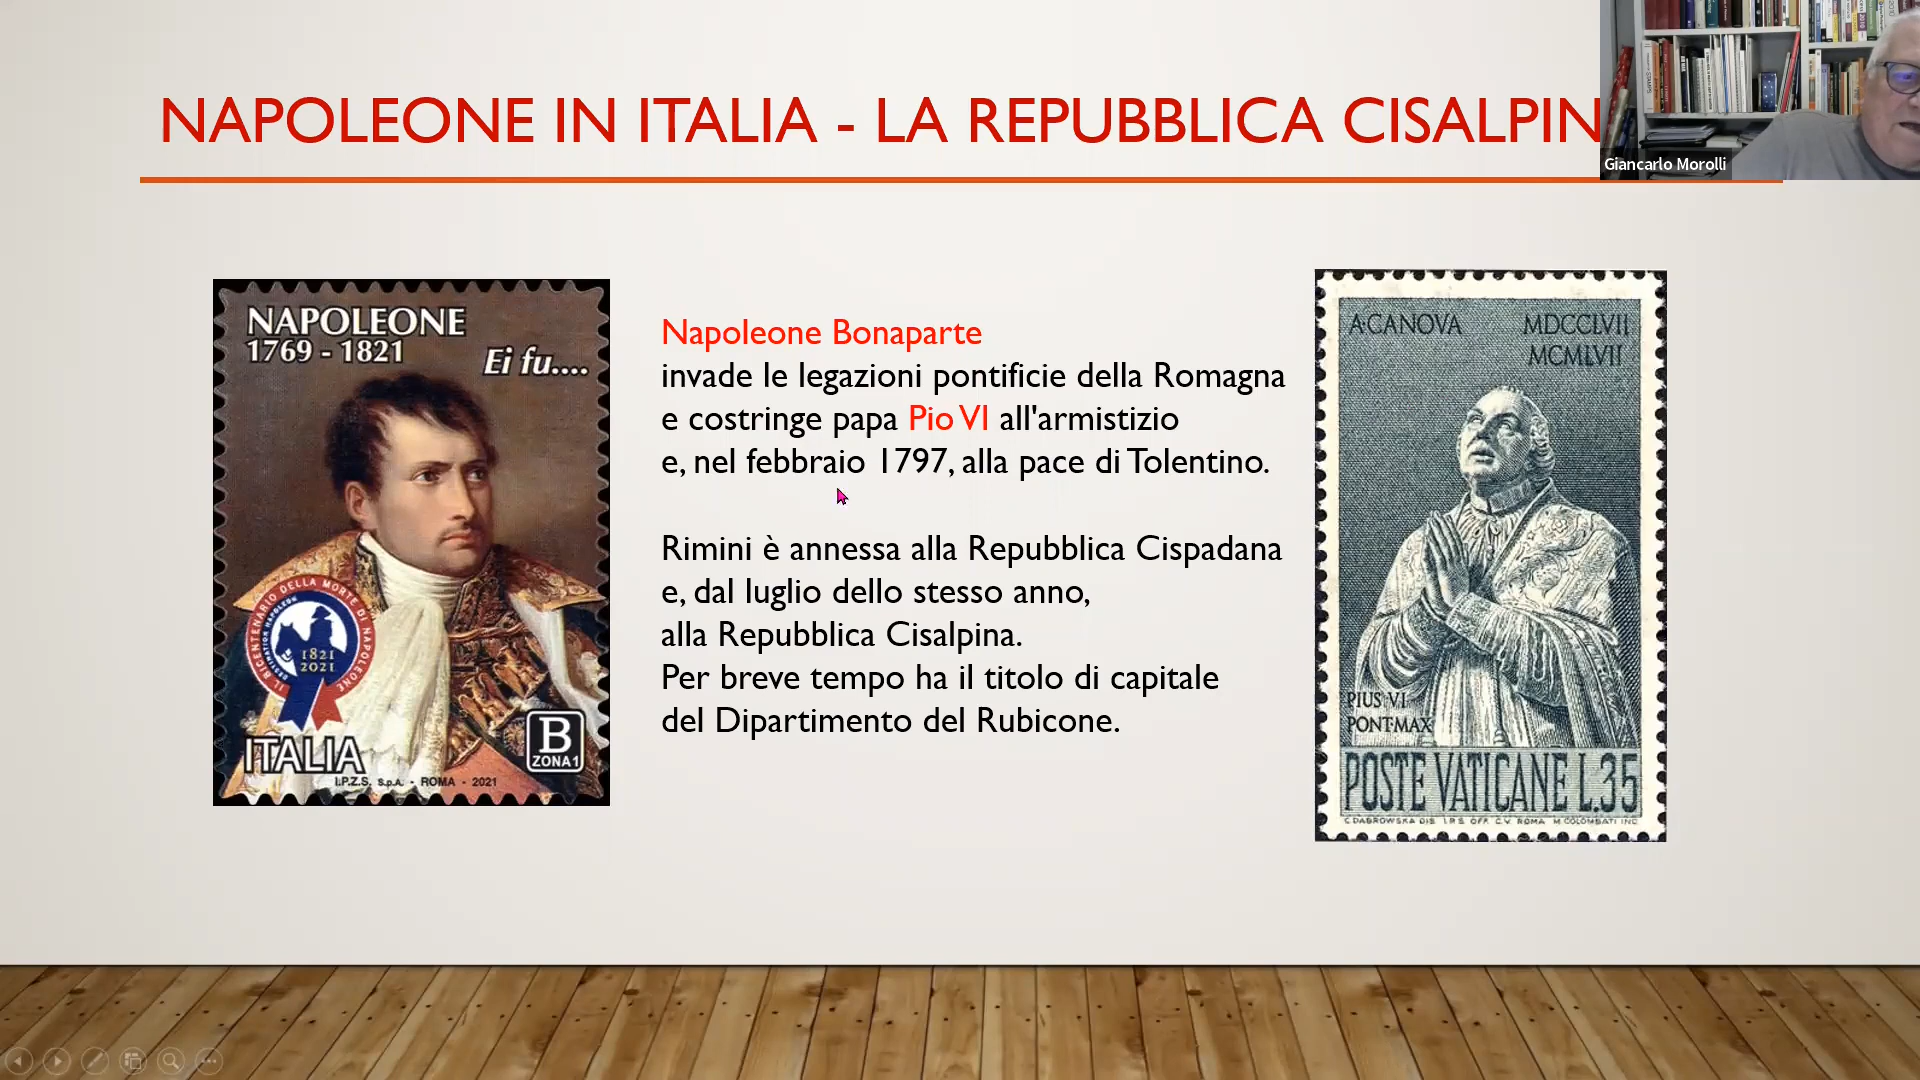 NAPOLEONE IN ITALIA - LA REPUBBLICA CISALPIN
Giancarlo Morolli
NAPOLEONE
1769 - 1821
Ei fu....
IL BICENTENARIO DELLA MORTE DI NAPOLEONE
1821
2021
ITALIA
B
ZONA 1
I.P.Z.S. S.p.A. - ROMA - 2021
Napoleone Bonaparte
invade le legazioni pontificie della Romagna
e costringe papa Pio VI all'armistizio
e, nel febbraio 1797, alla pace di Tolentino.
Rimini è annessa alla Repubblica Cispadana
e, dal luglio dello stesso anno,
alla Repubblica Cisalpina.
Per breve tempo ha il titolo di capitale
del Dipartimento del Rubicone.
A·CANOVA
MDCCLVII
MCMLVII
PIUS VI
PONT·MAX
POSTE VATICANE L.35
C. DABROWSKA DIS. I.P.S. OFF. C.V. ROMA M. COLOMBATI INC.